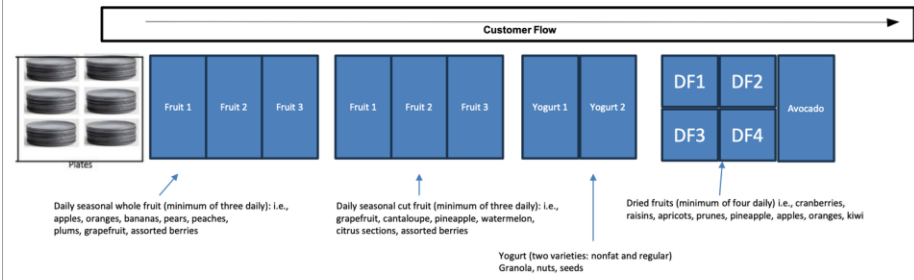 Customer Flow
Plates
Fruit 1
Fruit 2
Fruit 3
Fruit 1
Fruit 2
Fruit 3
Yogurt 1
Yogurt 2
DF1
DF2
DF3
DF4
Avocado
Daily seasonal whole fruit (minimum of three daily): i.e.,
apples, oranges, bananas, pears, peaches,
plums, grapefruit, assorted berries
Daily seasonal cut fruit (minimum of three daily): i.e.,
grapefruit, cantaloupe, pineapple, watermelon,
citrus sections, assorted berries
Yogurt (two varieties: nonfat and regular)
Granola, nuts, seeds
Dried fruits (minimum of four daily) i.e., cranberries,
raisins, apricots, prunes, pineapple, apples, oranges, kiwi